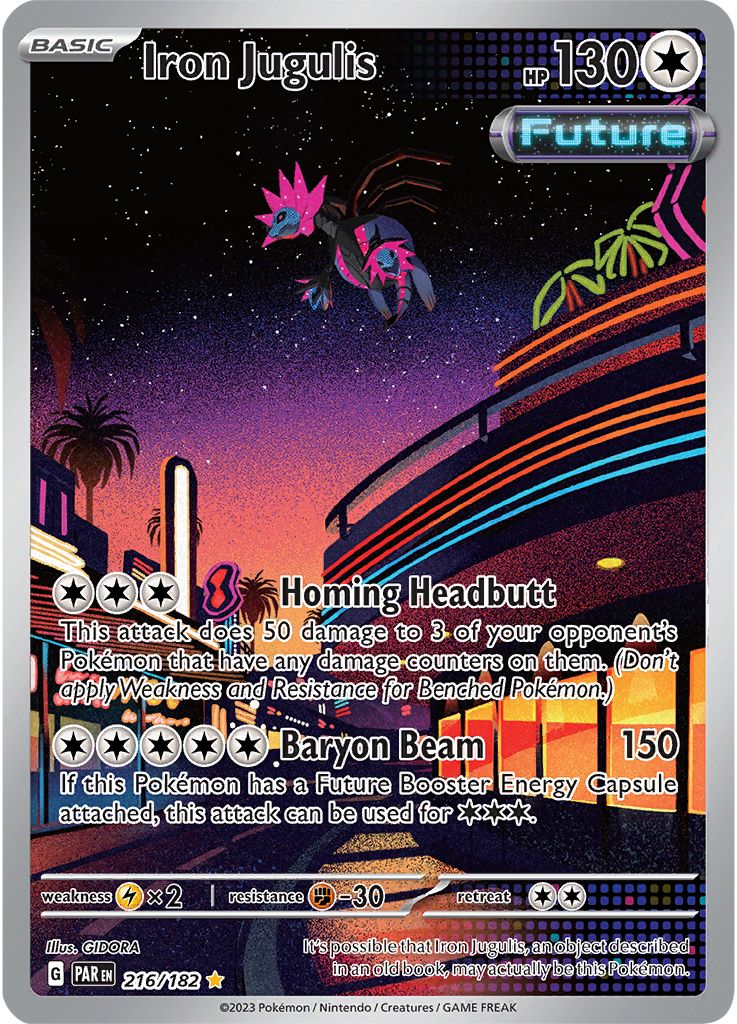 BASIC
Iron Jugulis
HP 130
Future
Homing Headbutt
This attack does 50 damage to 3 of your opponent's
Pokémon that have any damage counters on them. (Don't
apply Weakness and Resistance for Benched Pokémon.)
Baryon Beam 150
If this Pokémon has a Future Booster Energy Capsule
attached, this attack can be used for
weakness ×2 resistance -30 retreat
Illus. GIDORA
It's possible that Iron Jugulis, an object described
in an old book, may actually be this Pokémon.
G PAR EN 216/182
©2023 Pokémon / Nintendo / Creatures / GAME FREAK